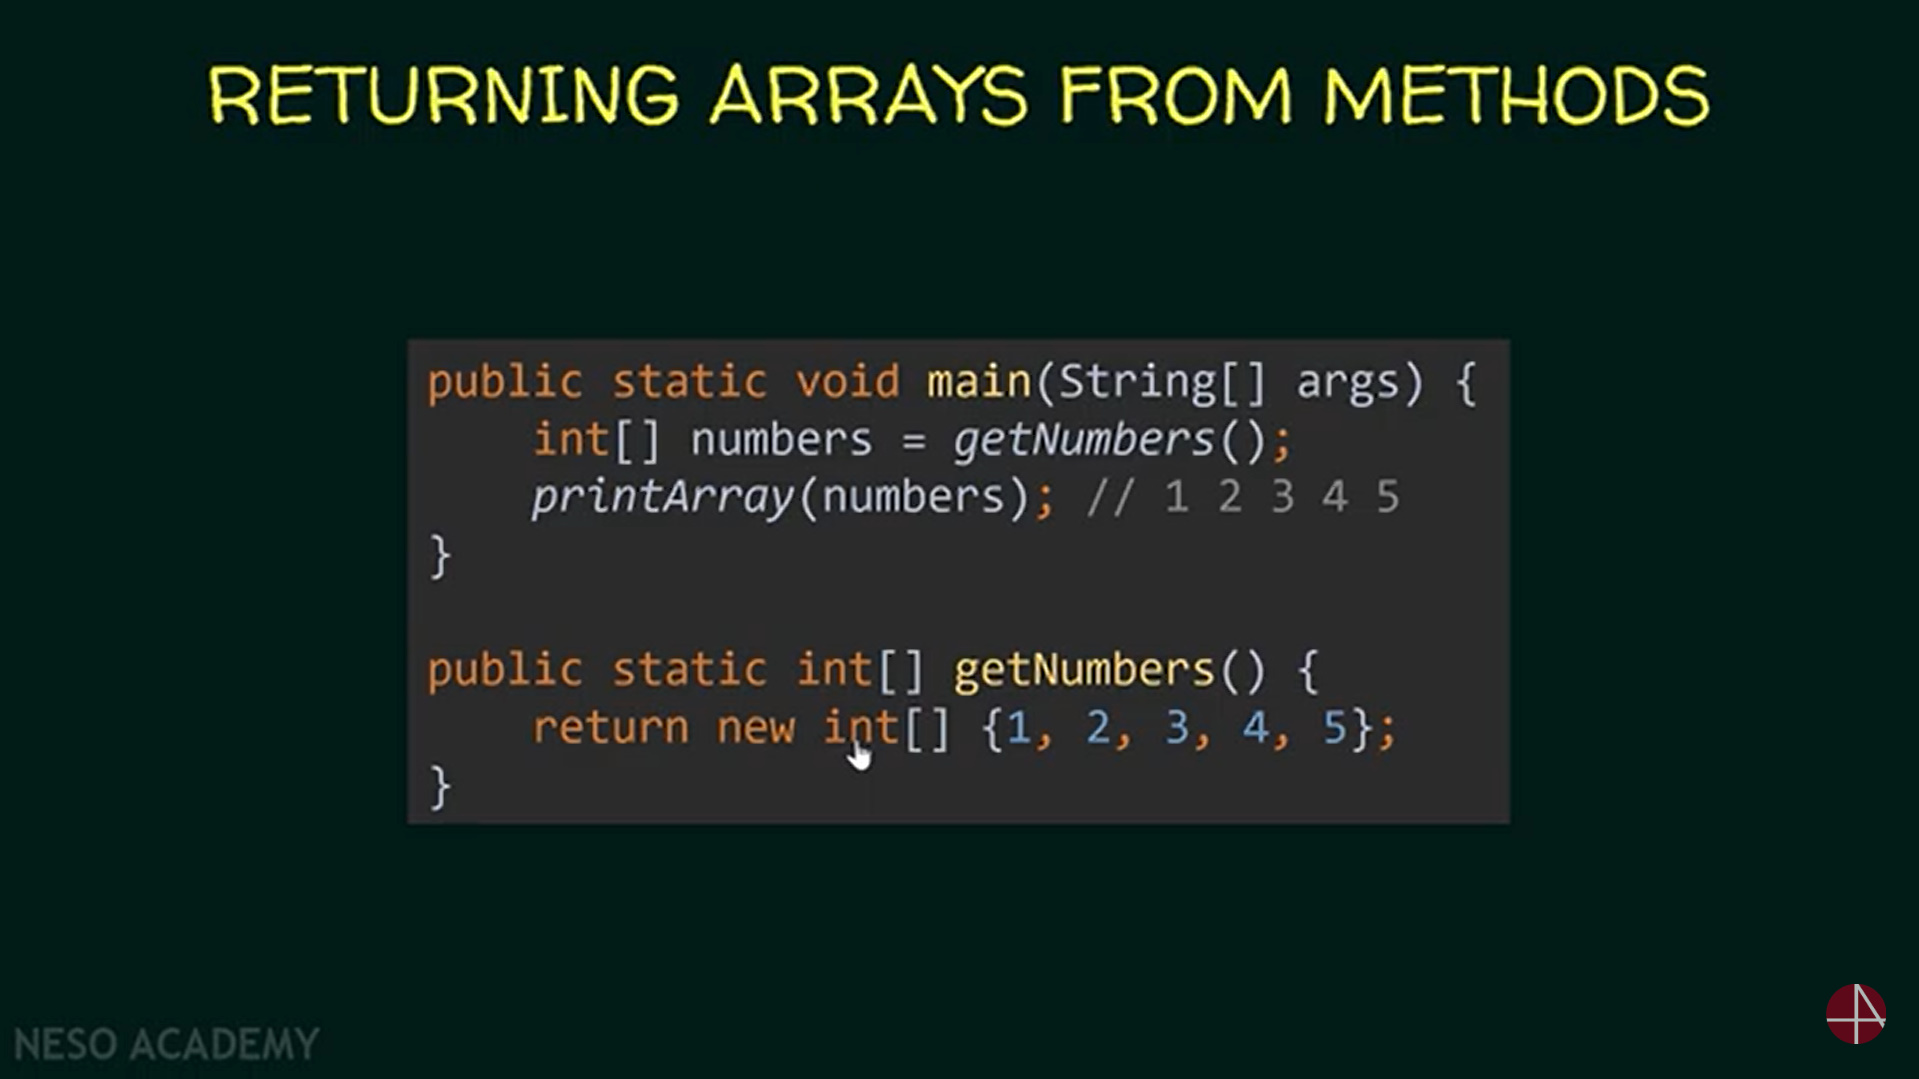 RETURNING ARRAYS FROM METHODS
public static void main(String[] args) {
    int[] numbers = getNumbers();
    printArray(numbers); // 1 2 3 4 5
}
public static int[] getNumbers() {
    return new int[] {1, 2, 3, 4, 5};
}
NESO ACADEMY